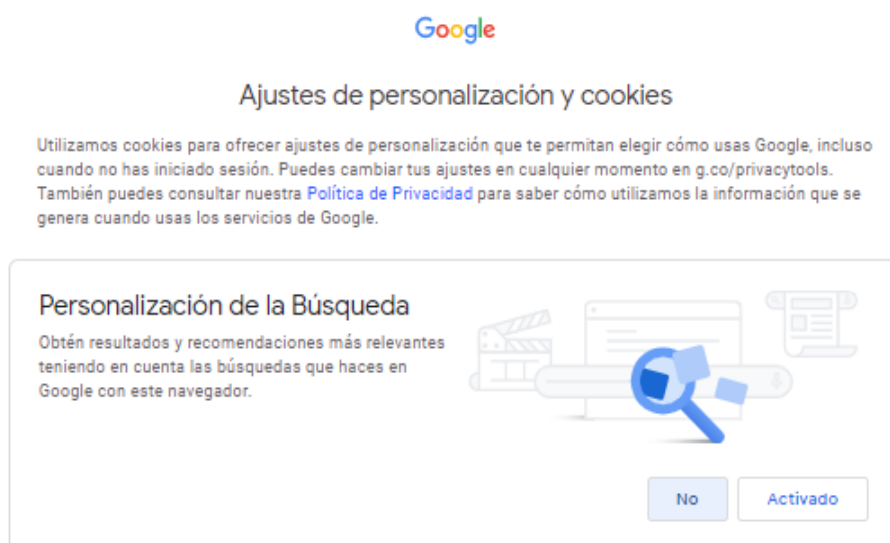 Google
Ajustes de personalización y cookies
Utilizamos cookies para ofrecer ajustes de personalización que te permitan elegir cómo usas Google, incluso
cuando no has iniciado sesión. Puedes cambiar tus ajustes en cualquier momento en g.co/privacytools.
También puedes consultar nuestra Política de Privacidad para saber cómo utilizamos la información que se
genera cuando usas los servicios de Google.
Personalización de la Búsqueda
Obtén resultados y recomendaciones más relevantes
teniendo en cuenta las búsquedas que haces en
Google con este navegador.
No
Activado